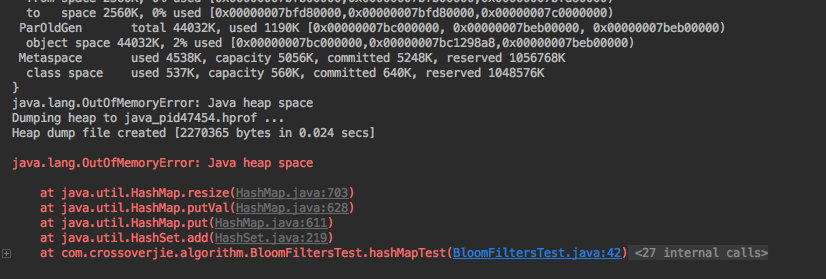 to   space 2560K, 0% used [0x00000007bfd80000,0x00000007bfd80000,0x00000007c0000000)
ParOldGen       total 44032K, used 1190K [0x00000007bc000000, 0x00000007beb00000, 0x00000007beb00000)
object space 44032K, 2% used [0x00000007bc000000,0x00000007bc1298a8,0x00000007beb00000)
Metaspace       used 4538K, capacity 5056K, committed 5248K, reserved 1056768K
class space    used 537K, capacity 560K, committed 640K, reserved 1048576K
}
java.lang.OutOfMemoryError: Java heap space
Dumping heap to java_pid47454.hprof ...
Heap dump file created [2270365 bytes in 0.024 secs]
java.lang.OutOfMemoryError: Java heap space
at java.util.HashMap.resize(HashMap.java:703)
at java.util.HashMap.putVal(HashMap.java:628)
at java.util.HashMap.put(HashMap.java:611)
at java.util.HashSet.add(HashSet.java:219)
at com.crossoverjie.algorithm.BloomFiltersTest.hashMapTest(BloomFiltersTest.java:42) <27 internal calls>